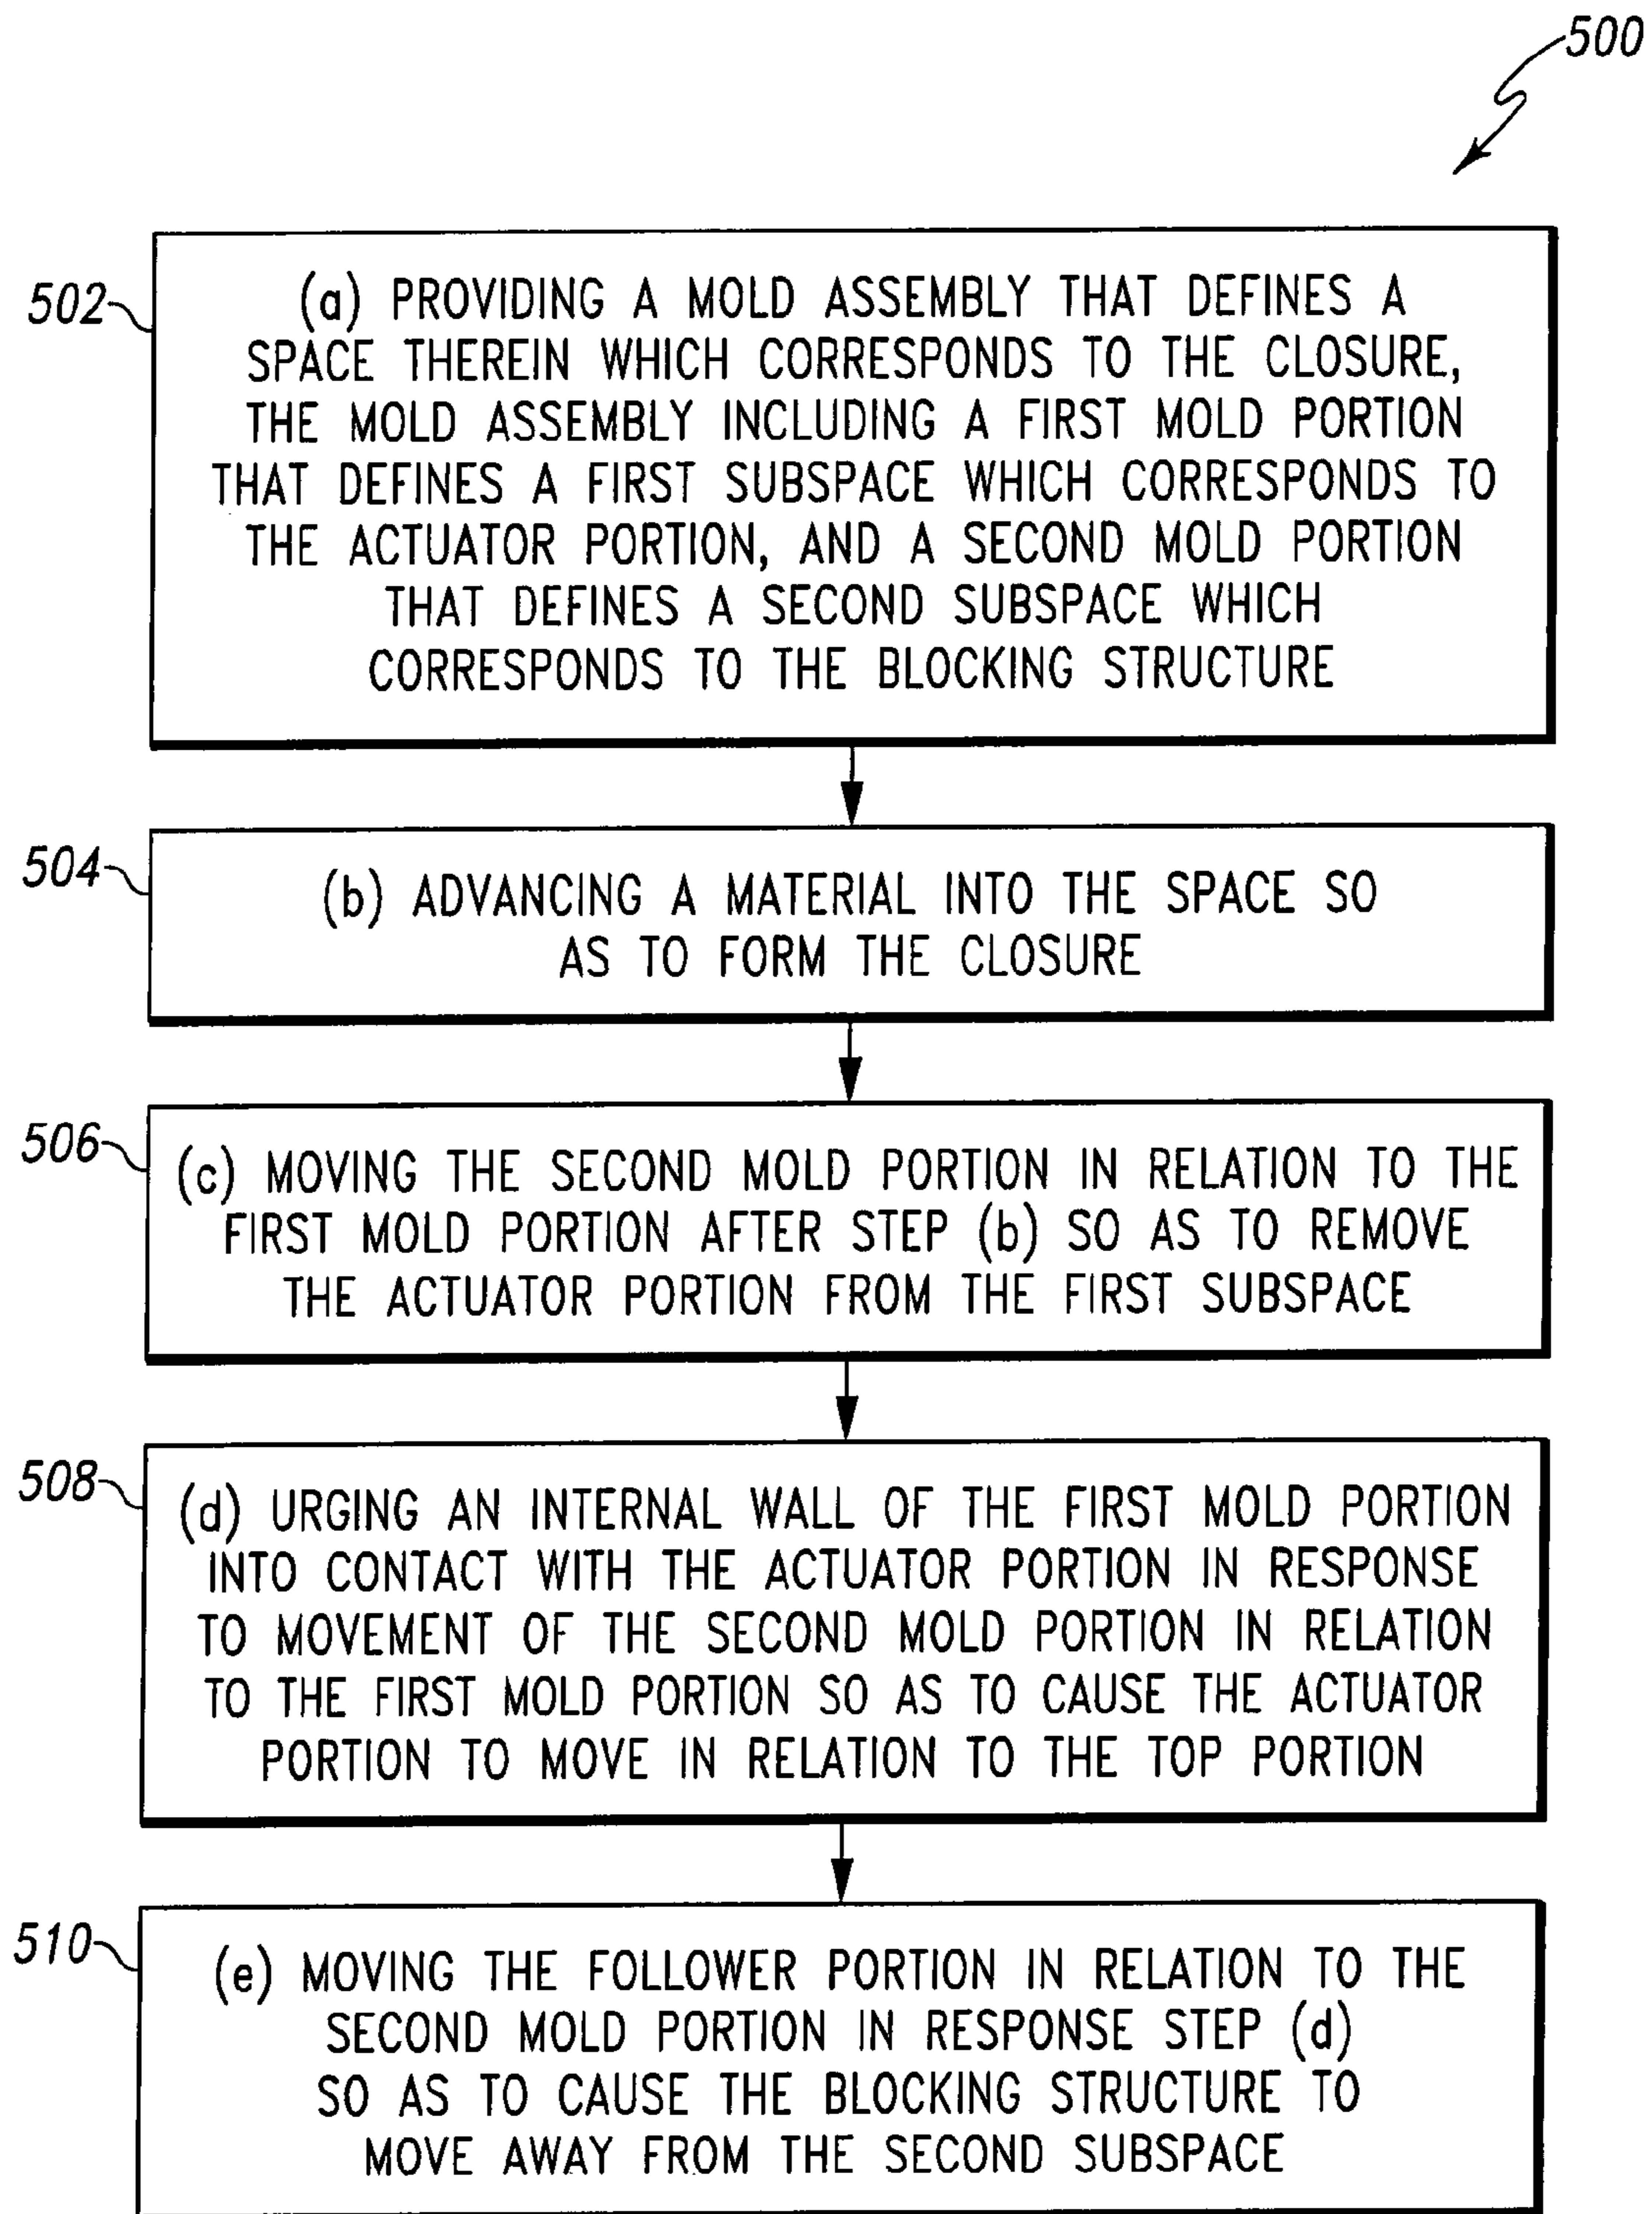 500
502
(a) PROVIDING A MOLD ASSEMBLY THAT DEFINES A
SPACE THEREIN WHICH CORRESPONDS TO THE CLOSURE,
THE MOLD ASSEMBLY INCLUDING A FIRST MOLD PORTION
THAT DEFINES A FIRST SUBSPACE WHICH CORRESPONDS TO
THE ACTUATOR PORTION, AND A SECOND MOLD PORTION
THAT DEFINES A SECOND SUBSPACE WHICH
CORRESPONDS TO THE BLOCKING STRUCTURE
504
(b) ADVANCING A MATERIAL INTO THE SPACE SO
AS TO FORM THE CLOSURE
506
(c) MOVING THE SECOND MOLD PORTION IN RELATION TO THE
FIRST MOLD PORTION AFTER STEP (b) SO AS TO REMOVE
THE ACTUATOR PORTION FROM THE FIRST SUBSPACE
508
(d) URGING AN INTERNAL WALL OF THE FIRST MOLD PORTION
INTO CONTACT WITH THE ACTUATOR PORTION IN RESPONSE
TO MOVEMENT OF THE SECOND MOLD PORTION IN RELATION
TO THE FIRST MOLD PORTION SO AS TO CAUSE THE ACTUATOR
PORTION TO MOVE IN RELATION TO THE TOP PORTION
510
(e) MOVING THE FOLLOWER PORTION IN RELATION TO THE
SECOND MOLD PORTION IN RESPONSE STEP (d)
SO AS TO CAUSE THE BLOCKING STRUCTURE TO
MOVE AWAY FROM THE SECOND SUBSPACE